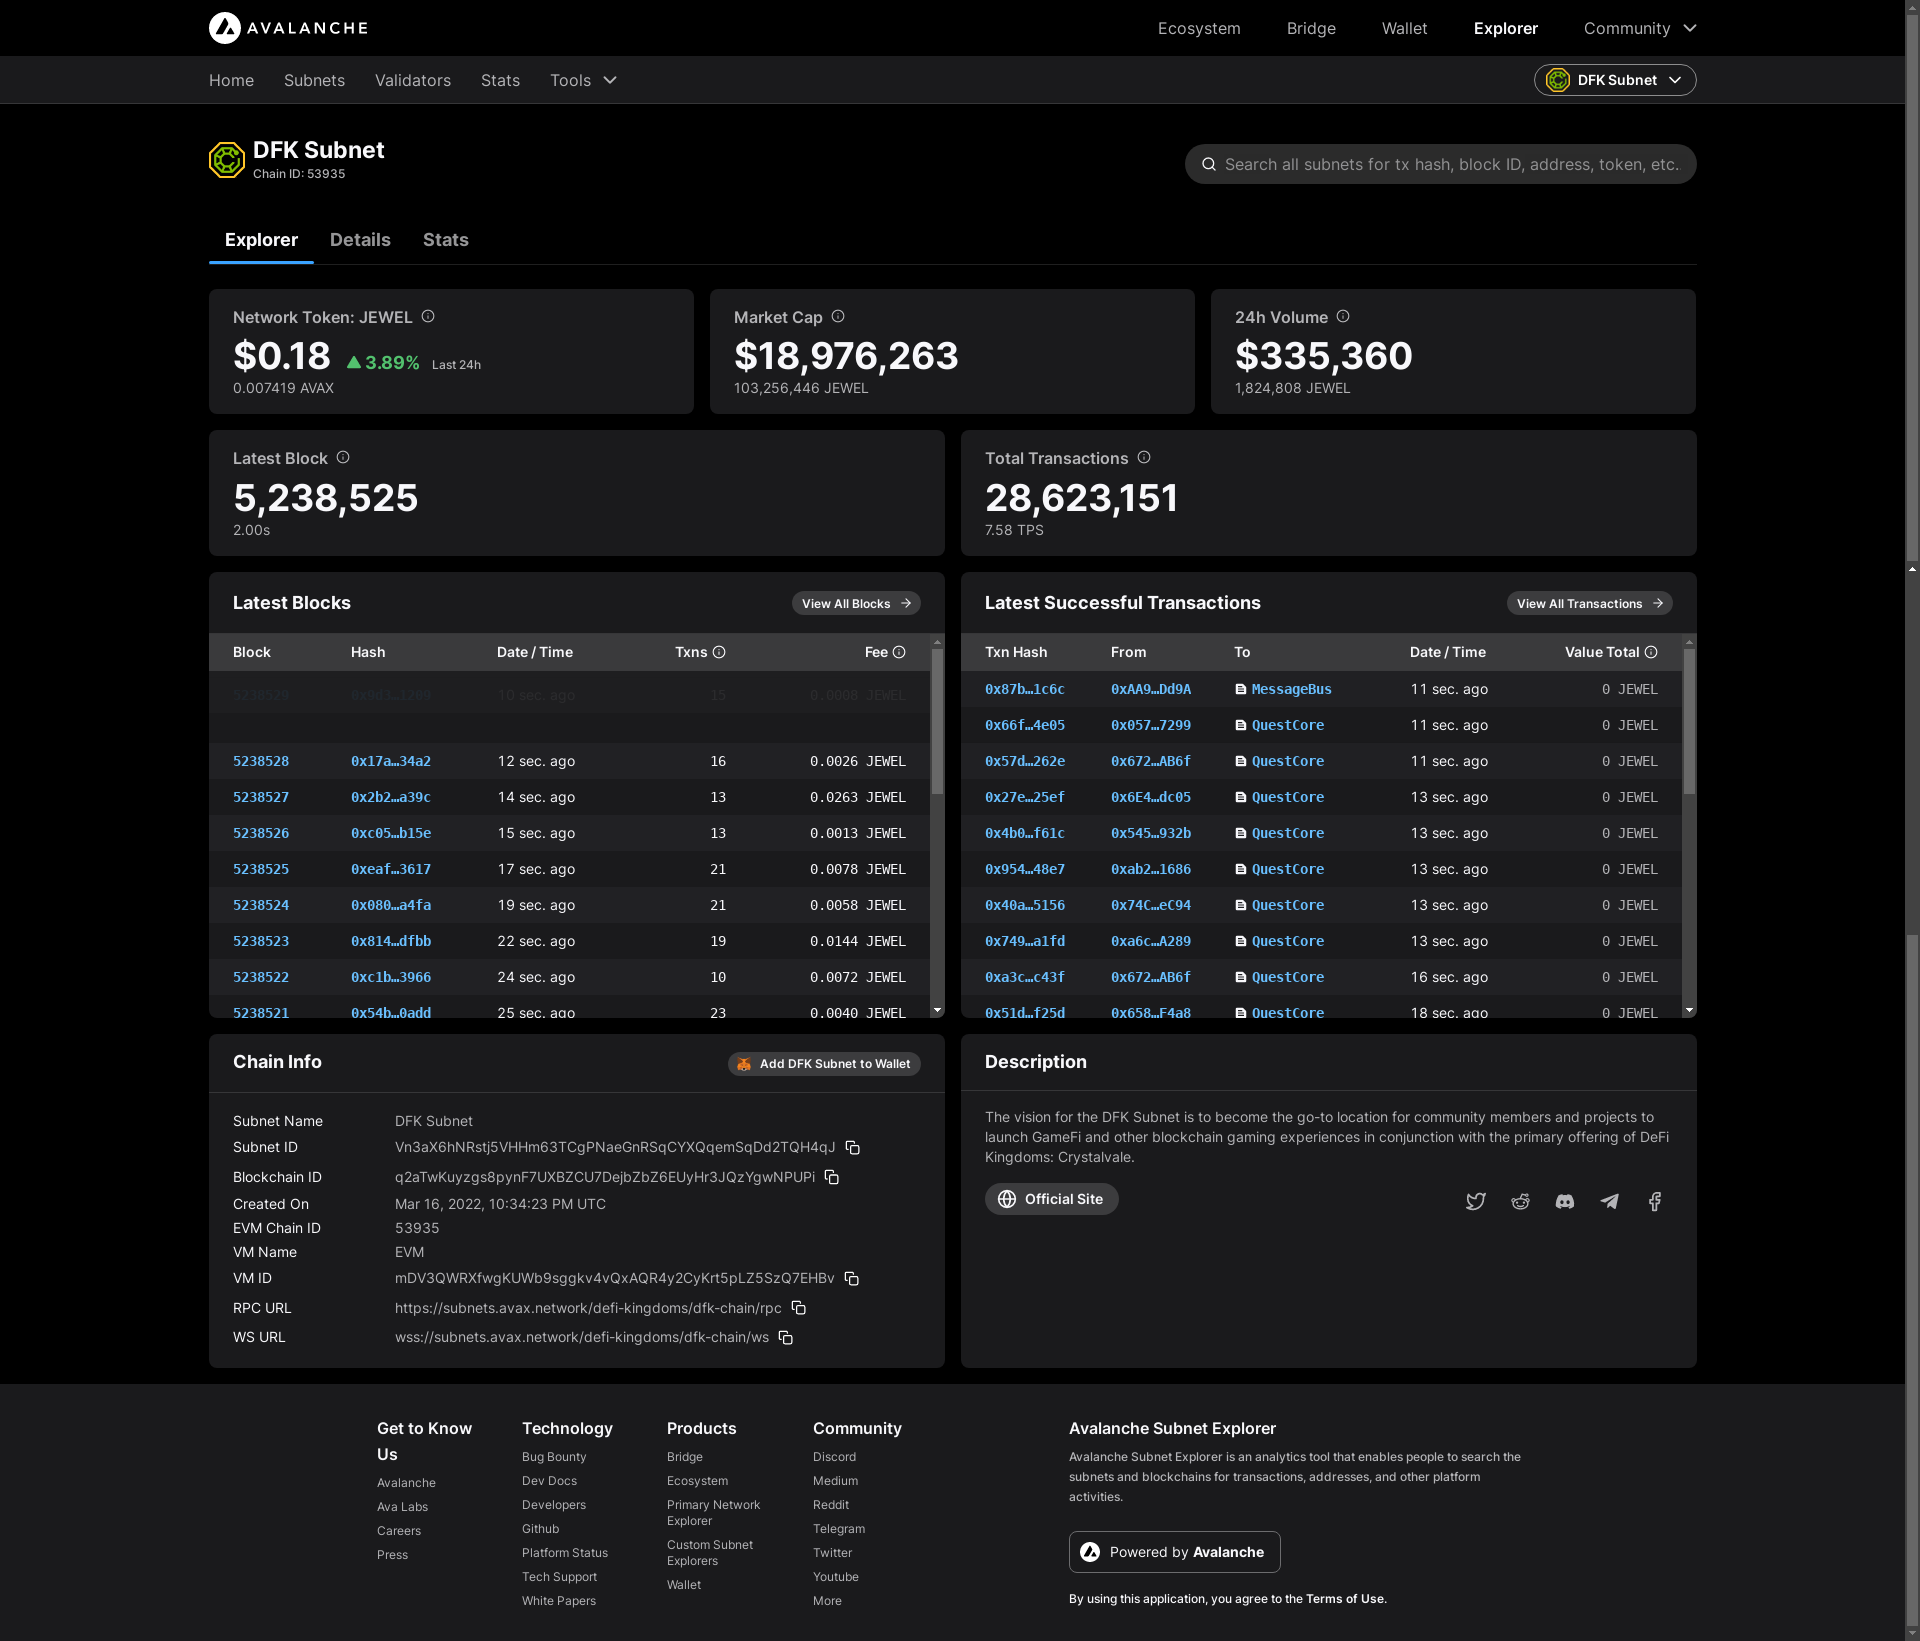 AVALANCHE
Ecosystem Bridge Wallet Explorer Community
Home Subnets Validators Stats Tools DFK Subnet
DFK Subnet
Chain ID: 53935
Search all subnets for tx hash, block ID, address, token, etc.
Explorer Details Stats
Network Token: JEWEL
$0.18 3.89% Last 24h
0.007419 AVAX
Market Cap
$18,976,263
103,256,446 JEWEL
24h Volume
$335,360
1,824,808 JEWEL
Latest Block
5,238,525
2.00s
Total Transactions
28,623,151
7.58 TPS
Latest Blocks View All Blocks
Block Hash Date / Time Txns Fee
5238529 0x9d3…1209 10 sec. ago 15 0.0008 JEWEL
5238528 0x17a…34a2 12 sec. ago 16 0.0026 JEWEL
5238527 0x2b2…a39c 14 sec. ago 13 0.0263 JEWEL
5238526 0xc05…b15e 15 sec. ago 13 0.0013 JEWEL
5238525 0xeaf…3617 17 sec. ago 21 0.0078 JEWEL
5238524 0x080…a4fa 19 sec. ago 21 0.0058 JEWEL
5238523 0x814…dfbb 22 sec. ago 19 0.0144 JEWEL
5238522 0xc1b…3966 24 sec. ago 10 0.0072 JEWEL
5238521 0x54b…0add 25 sec. ago 23 0.0040 JEWEL
Latest Successful Transactions View All Transactions
Txn Hash From To Date / Time Value Total
0x87b…1c6c 0xAA9…Dd9A MessageBus 11 sec. ago 0 JEWEL
0x66f…4e05 0x057…7299 QuestCore 11 sec. ago 0 JEWEL
0x57d…262e 0x672…AB6f QuestCore 11 sec. ago 0 JEWEL
0x27e…25ef 0x6E4…dc05 QuestCore 13 sec. ago 0 JEWEL
0x4b0…f61c 0x545…932b QuestCore 13 sec. ago 0 JEWEL
0x954…48e7 0xab2…1686 QuestCore 13 sec. ago 0 JEWEL
0x40a…5156 0x74C…eC94 QuestCore 13 sec. ago 0 JEWEL
0x749…a1fd 0xa6c…A289 QuestCore 13 sec. ago 0 JEWEL
0xa3c…c43f 0x672…AB6f QuestCore 16 sec. ago 0 JEWEL
0x51d…f25d 0x658…F4a8 QuestCore 18 sec. ago 0 JEWEL
Chain Info Add DFK Subnet to Wallet
Subnet Name DFK Subnet
Subnet ID Vn3aX6hNRstj5VHHm63TCgPNaeGnRSqCYXQqemSqDd2TQH4qJ
Blockchain ID q2aTwKuyzgs8pynF7UXBZCU7DejbZbZ6EUyHr3JQzYgwNPUPi
Created On Mar 16, 2022, 10:34:23 PM UTC
EVM Chain ID 53935
VM Name EVM
VM ID mDV3QWRXfwgKUWb9sggkv4vQxAQR4y2CyKrt5pLZ5SzQ7EHBv
RPC URL https://subnets.avax.network/defi-kingdoms/dfk-chain/rpc
WS URL wss://subnets.avax.network/defi-kingdoms/dfk-chain/ws
Description
The vision for the DFK Subnet is to become the go-to location for community members and projects to
launch GameFi and other blockchain gaming experiences in conjunction with the primary offering of DeFi
Kingdoms: Crystalvale.
Official Site
Get to Know
Us
Avalanche
Ava Labs
Careers
Press
Technology
Bug Bounty
Dev Docs
Developers
Github
Platform Status
Tech Support
White Papers
Products
Bridge
Ecosystem
Primary Network
Explorer
Custom Subnet
Explorers
Wallet
Community
Discord
Medium
Reddit
Telegram
Twitter
Youtube
More
Avalanche Subnet Explorer
Avalanche Subnet Explorer is an analytics tool that enables people to search the
subnets and blockchains for transactions, addresses, and other platform
activities.
Powered by Avalanche
By using this application, you agree to the Terms of Use.